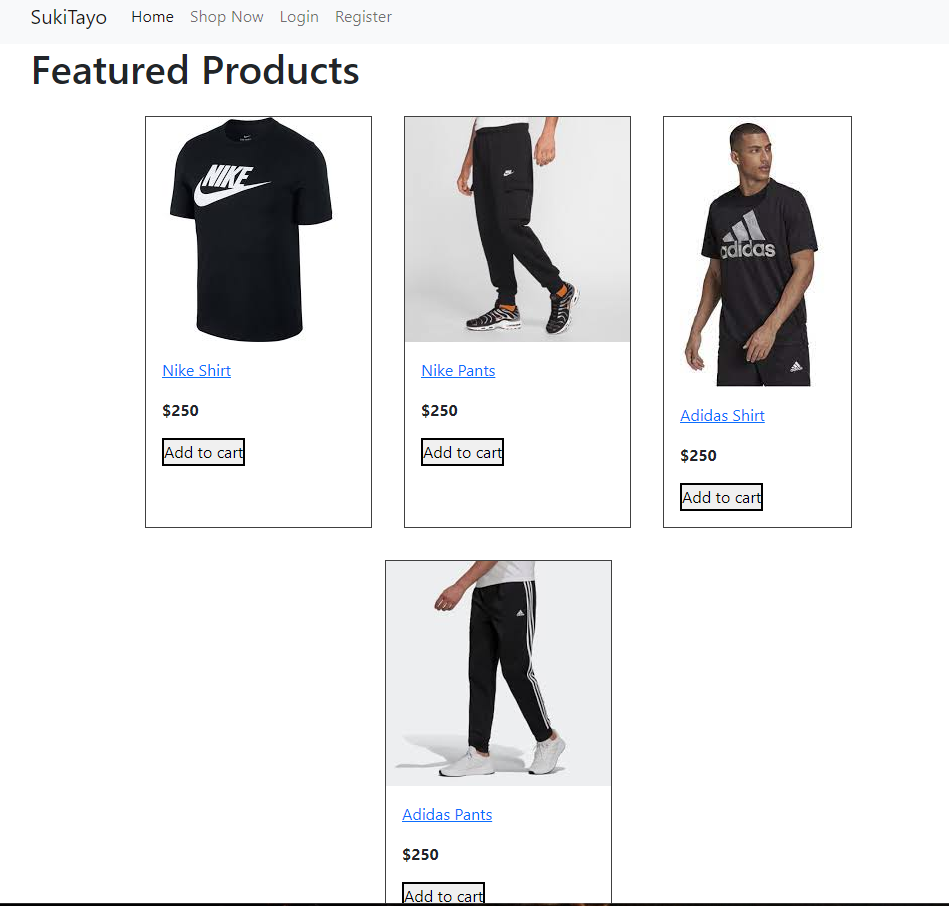 SukiTayo Home Shop Now Login Register
Featured Products
NIKE
adidas
Nike Shirt
$250
Add to cart
Nike Pants
$250
Add to cart
Adidas Shirt
$250
Add to cart
Adidas Pants
$250
Add to cart